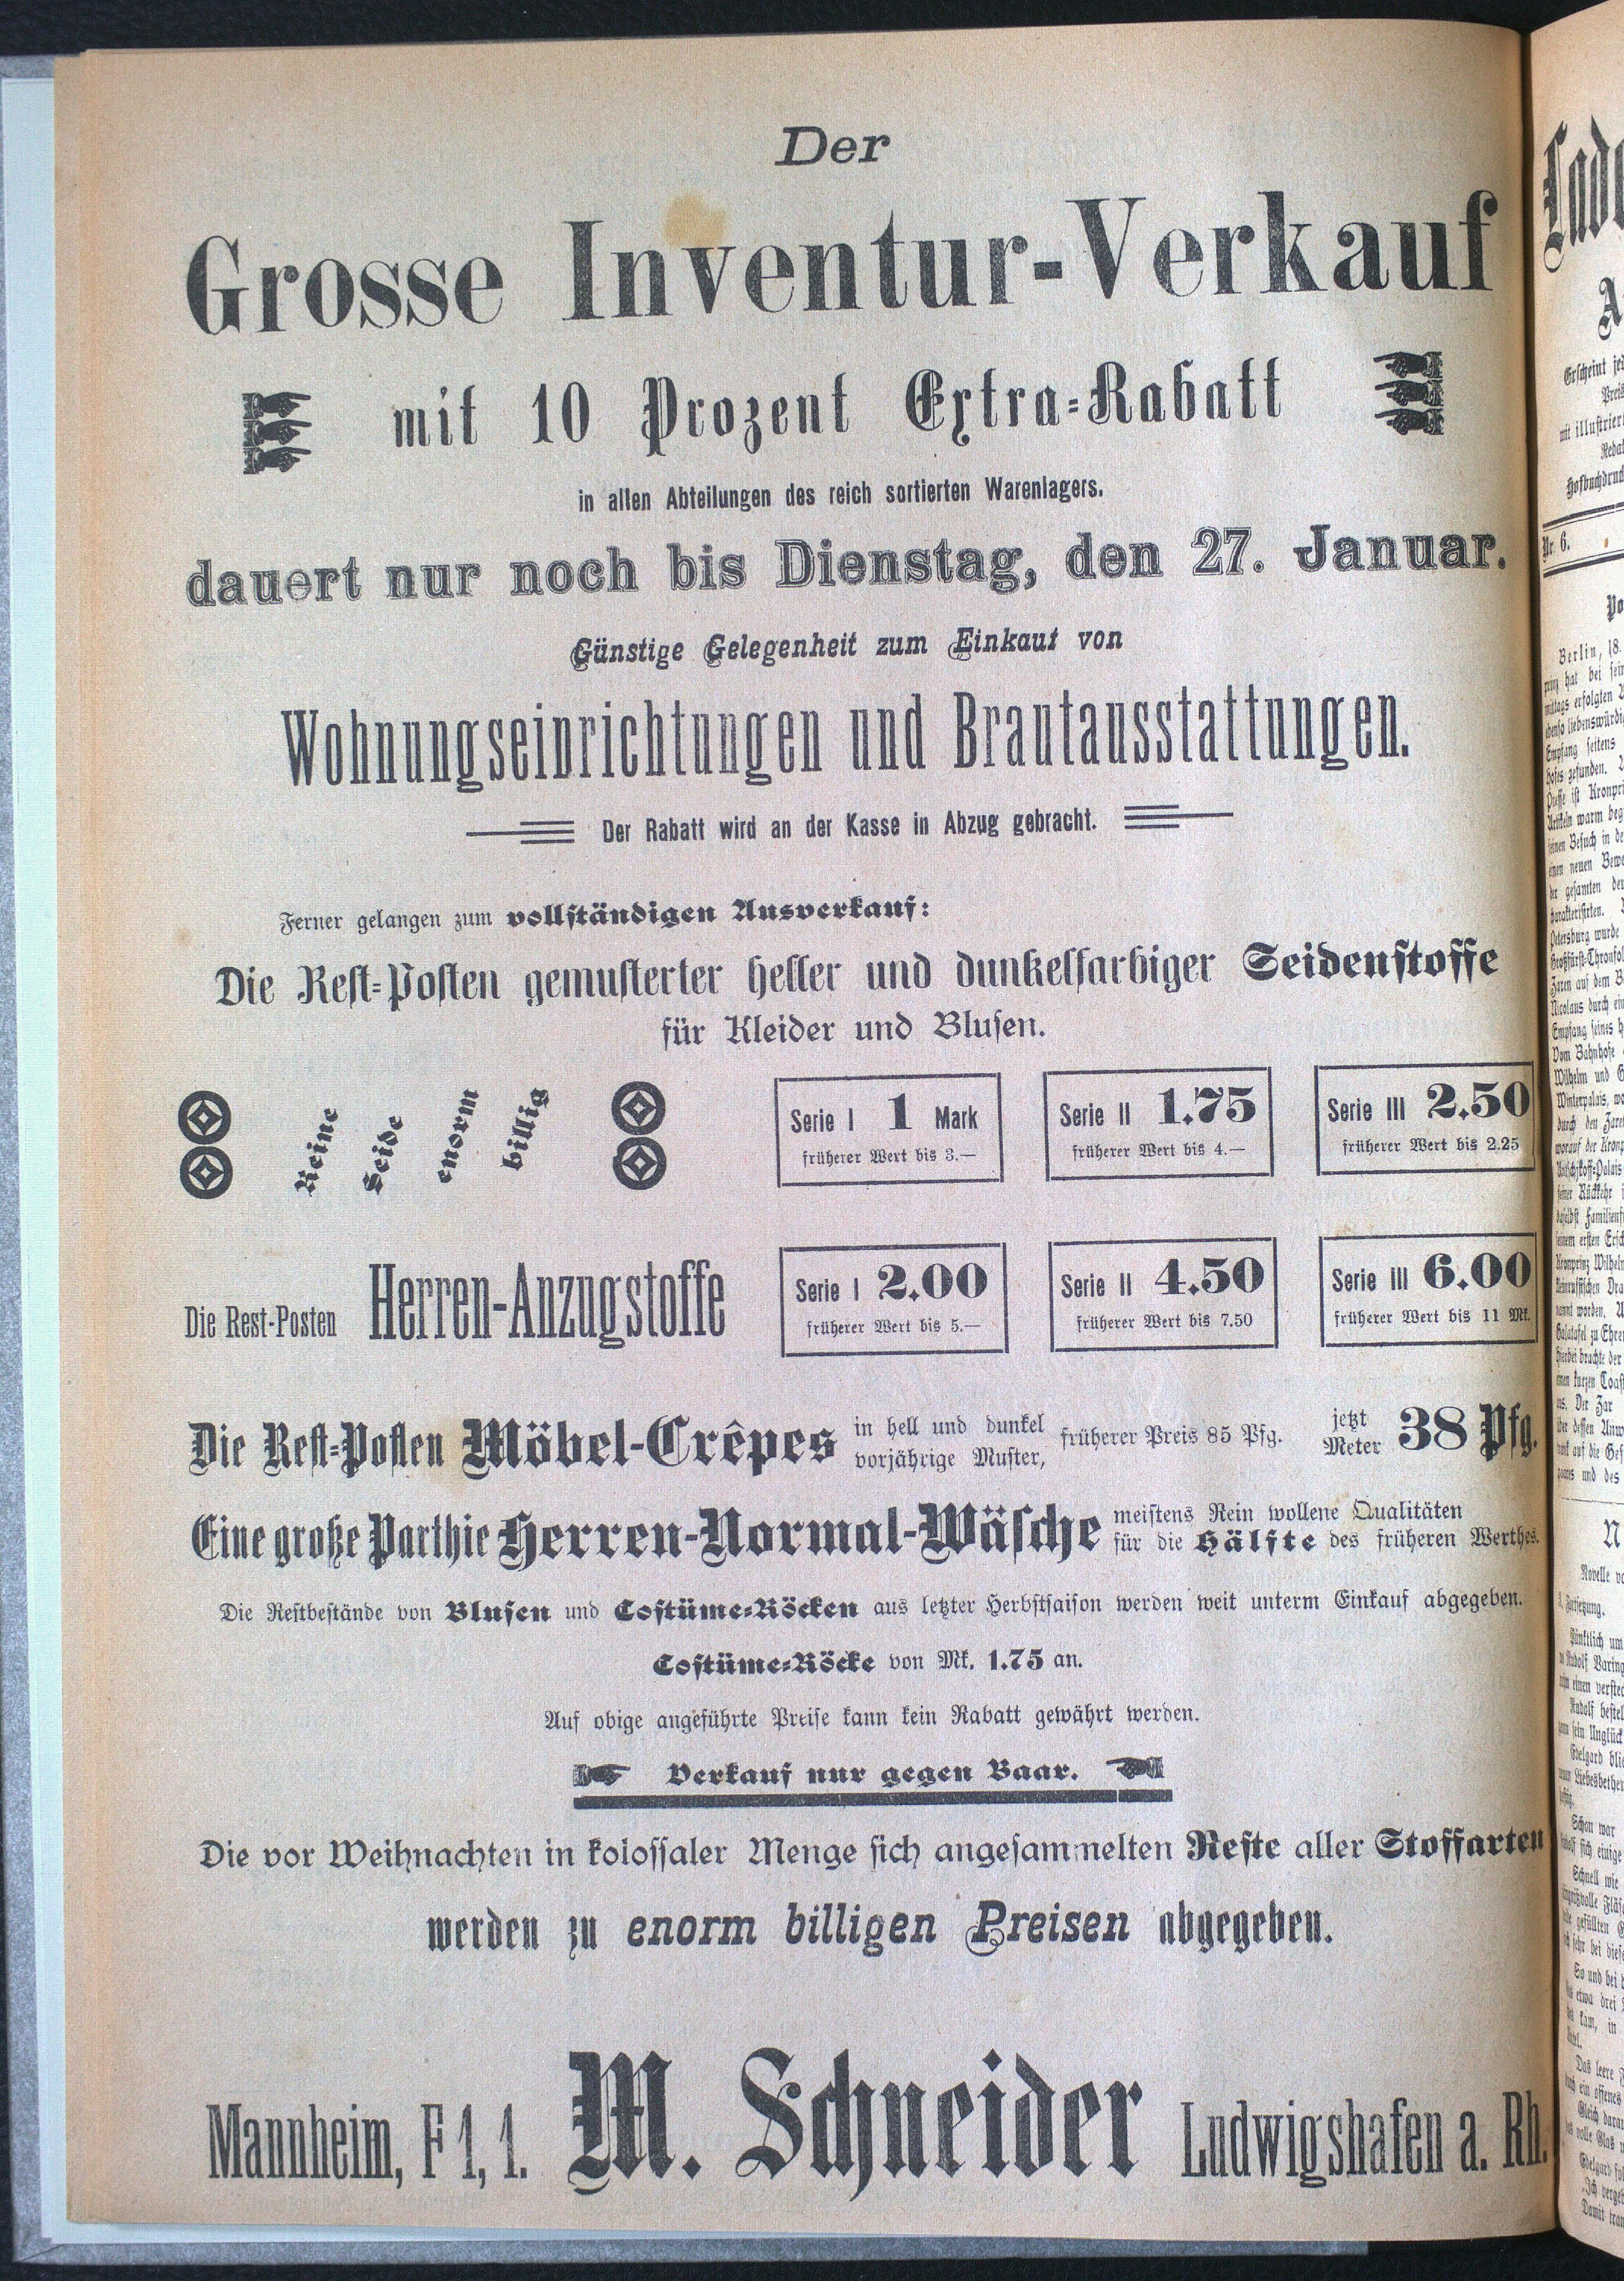 Der
Grosse Inventur-Verkauf
mit 10 Prozent Extra-Rabatt
in allen Abteilungen des reich sortierten Warenlagers.
dauert nur noch bis Dienstag, den 27. Januar.
Günstige Gelegenheit zum Einkauf von
Wohnungseinrichtungen und Brautausstattungen.
Der Rabatt wird an der Kasse in Abzug gebracht.
Ferner gelangen zum vollständigen Ausverkauf:
Die Rest-Posten gemusterter heller und dunkelfarbiger Seidenstoffe
für Kleider und Blusen.
Reine Seide enorm billig
Serie I 1 Mark
früherer Wert bis 3.—
Serie II 1.75
früherer Wert bis 4.—
Serie III 2.50
früherer Wert bis 2.25
Die Rest-Posten Herren-Anzugstoffe
Serie I 2.00
früherer Wert bis 5.—
Serie II 4.50
früherer Wert bis 7.50
Serie III 6.00
früherer Wert bis 11 Mk.
Die Rest-Posten Möbel-Crêpes in hell und dunkel vorjährige Muster, früherer Preis 85 Pfg. jetzt Meter 38 Pfg.
Eine große Parthie Herren-Normal-Wäsche meistens Rein wollene Qualitäten
für die Hälfte des früheren Werthes.
Die Restbestände von Blusen und Costüme-Röcken aus letzter Herbstsaison werden weit unterm Einkauf abgegeben.
Costüme-Röcke von Mk. 1.75 an.
Auf obige angeführte Preise kann kein Rabatt gewährt werden.
Verkauf nur gegen Baar.
Die vor Weihnachten in kolossaler Menge sich angesammelten Reste aller Stoffarten
werden zu enorm billigen Preisen abgegeben.
Mannheim, F 1, 1. M. Schneider Ludwigshafen a. Rh.
Erscheint
Nr. 6.
Berlin, 18.